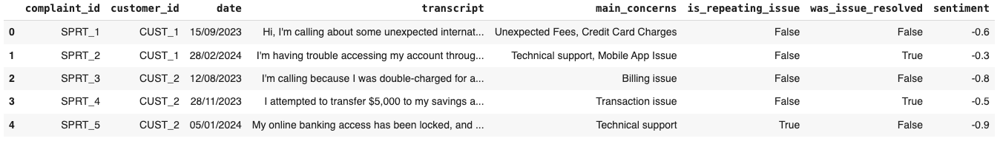 complaint_id customer_id date transcript main_concerns is_repeating_issue was_issue_resolved sentiment
0 SPRT_1 CUST_1 15/09/2023 Hi, I'm calling about some unexpected internat... Unexpected Fees, Credit Card Charges False False -0.6
1 SPRT_2 CUST_1 28/02/2024 I'm having trouble accessing my account throug... Technical support, Mobile App Issue False True -0.3
2 SPRT_3 CUST_2 12/08/2023 I'm calling because I was double-charged for a... Billing issue False False -0.8
3 SPRT_4 CUST_2 28/11/2023 I attempted to transfer $5,000 to my savings a... Transaction issue False True -0.5
4 SPRT_5 CUST_2 05/01/2024 My online banking access has been locked, and ... Technical support True False -0.9